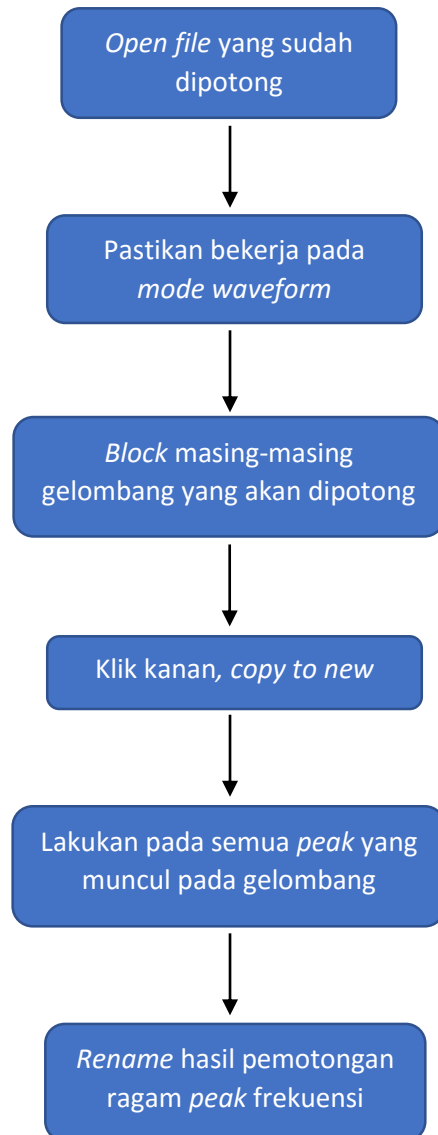 Open file yang sudah
dipotong
Pastikan bekerja pada
mode waveform
Block masing-masing
gelombang yang akan dipotong
Klik kanan, copy to new
Lakukan pada semua peak yang
muncul pada gelombang
Rename hasil pemotongan
ragam peak frekuensi